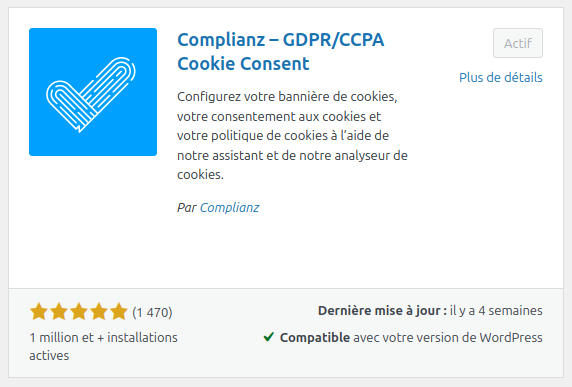 Complianz – GDPR/CCPA
Cookie Consent
Actif
Plus de détails
Configurez votre bannière de cookies,
votre consentement aux cookies et
votre politique de cookies à l’aide de
notre assistant et de notre analyseur de
cookies.
Par Complianz
(1 470)
1 million et + installations
actives
Dernière mise à jour : il y a 4 semaines
Compatible avec votre version de WordPress